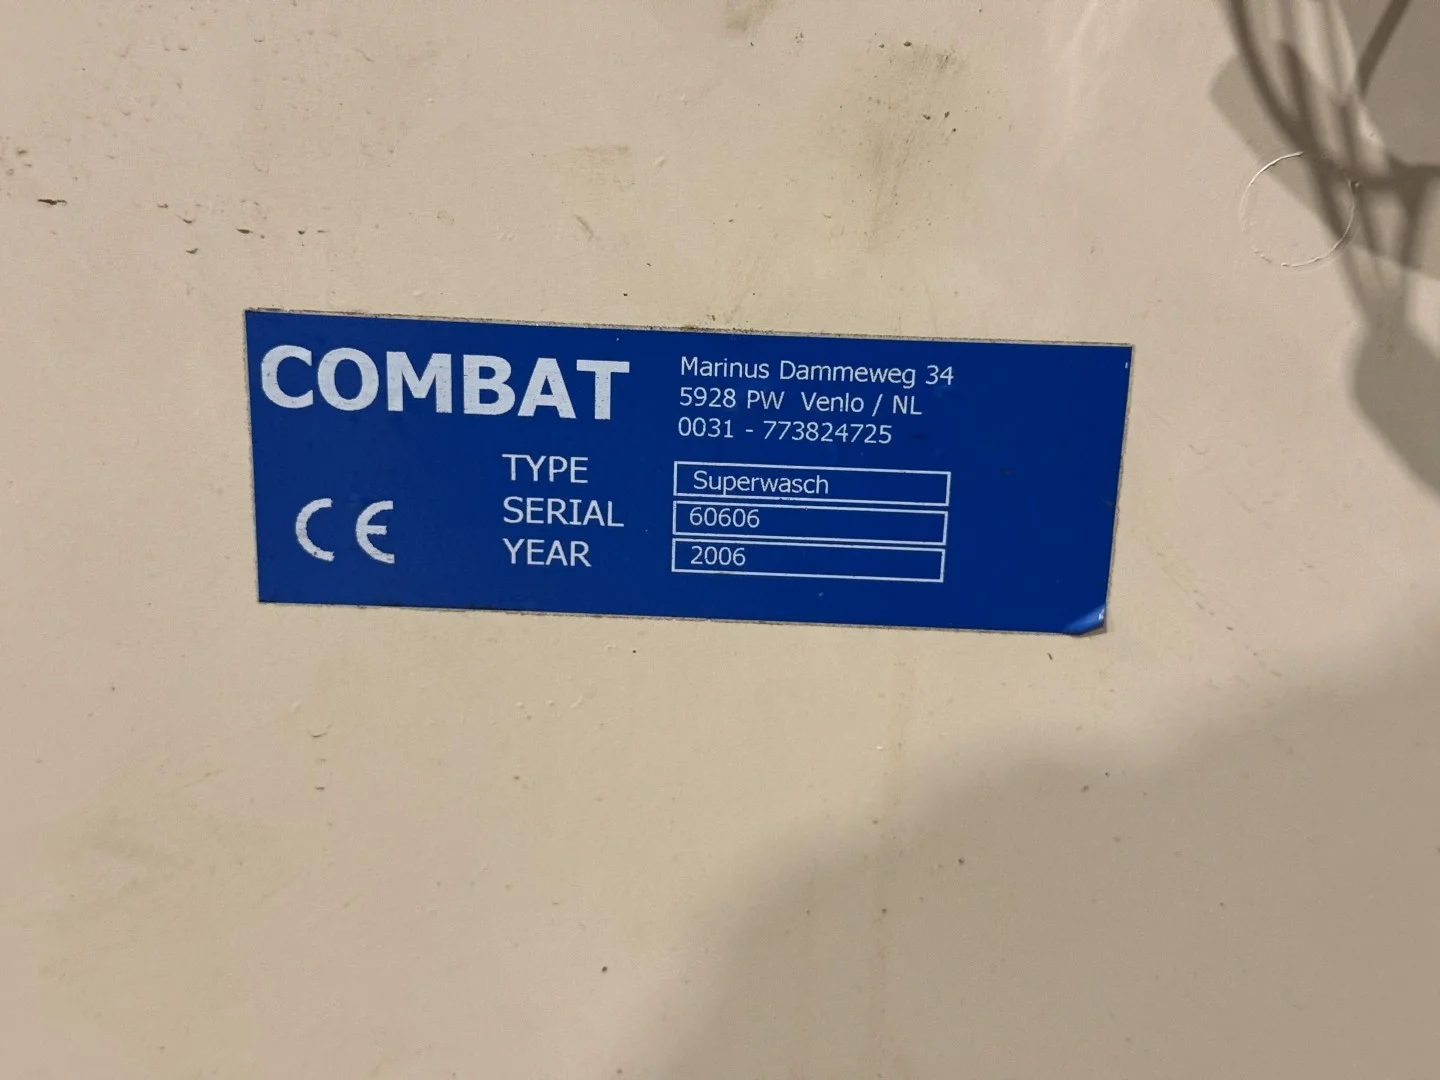 COMBAT
Marinus Dammeweg 34
5928 PW Venlo / NL
0031 - 773824725
TYPE Superwasch
SERIAL 60606
YEAR 2006
CE